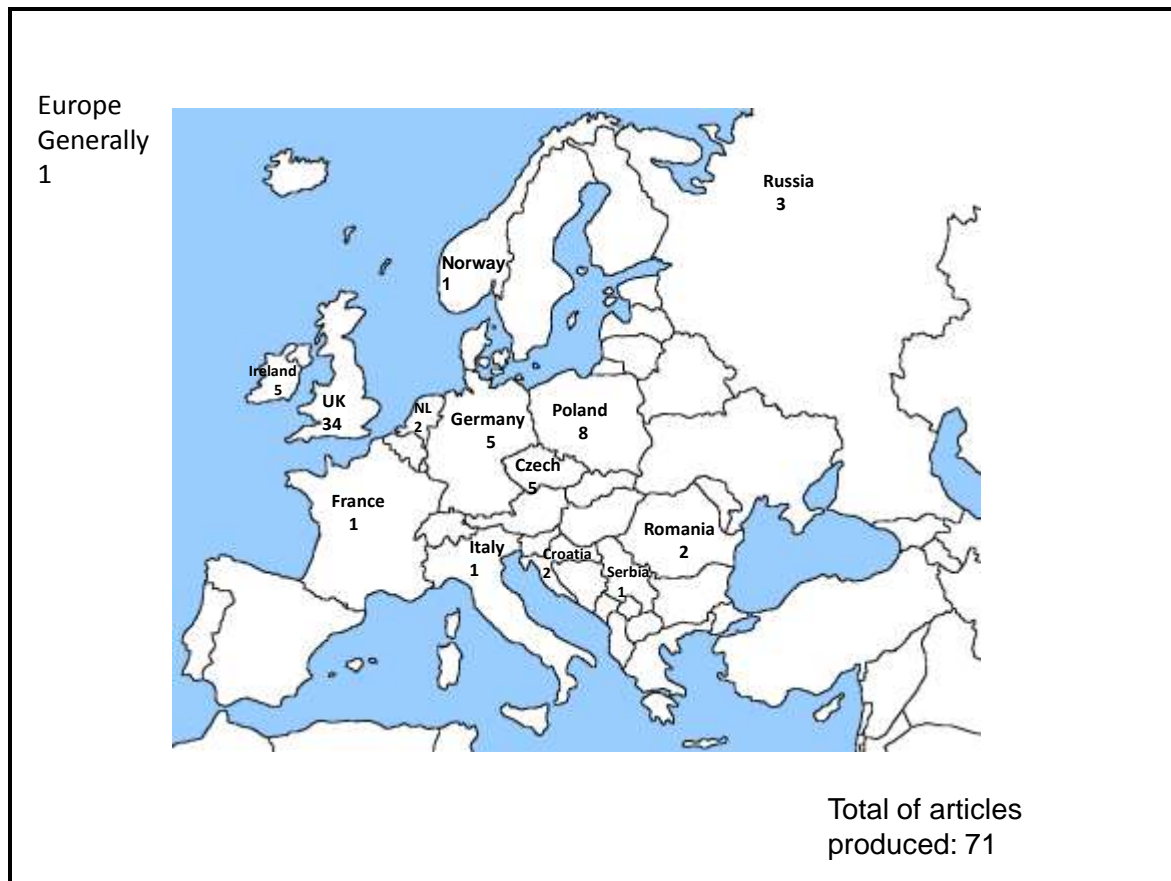 Europe
Generally
1
Russia
3
Norway
1
Ireland
5
UK
34
NL
2
Germany
5
Poland
8
Czech
5
France
1
Italy
1
Croatia
2
Serbia
1
Romania
2
Total of articles
produced: 71